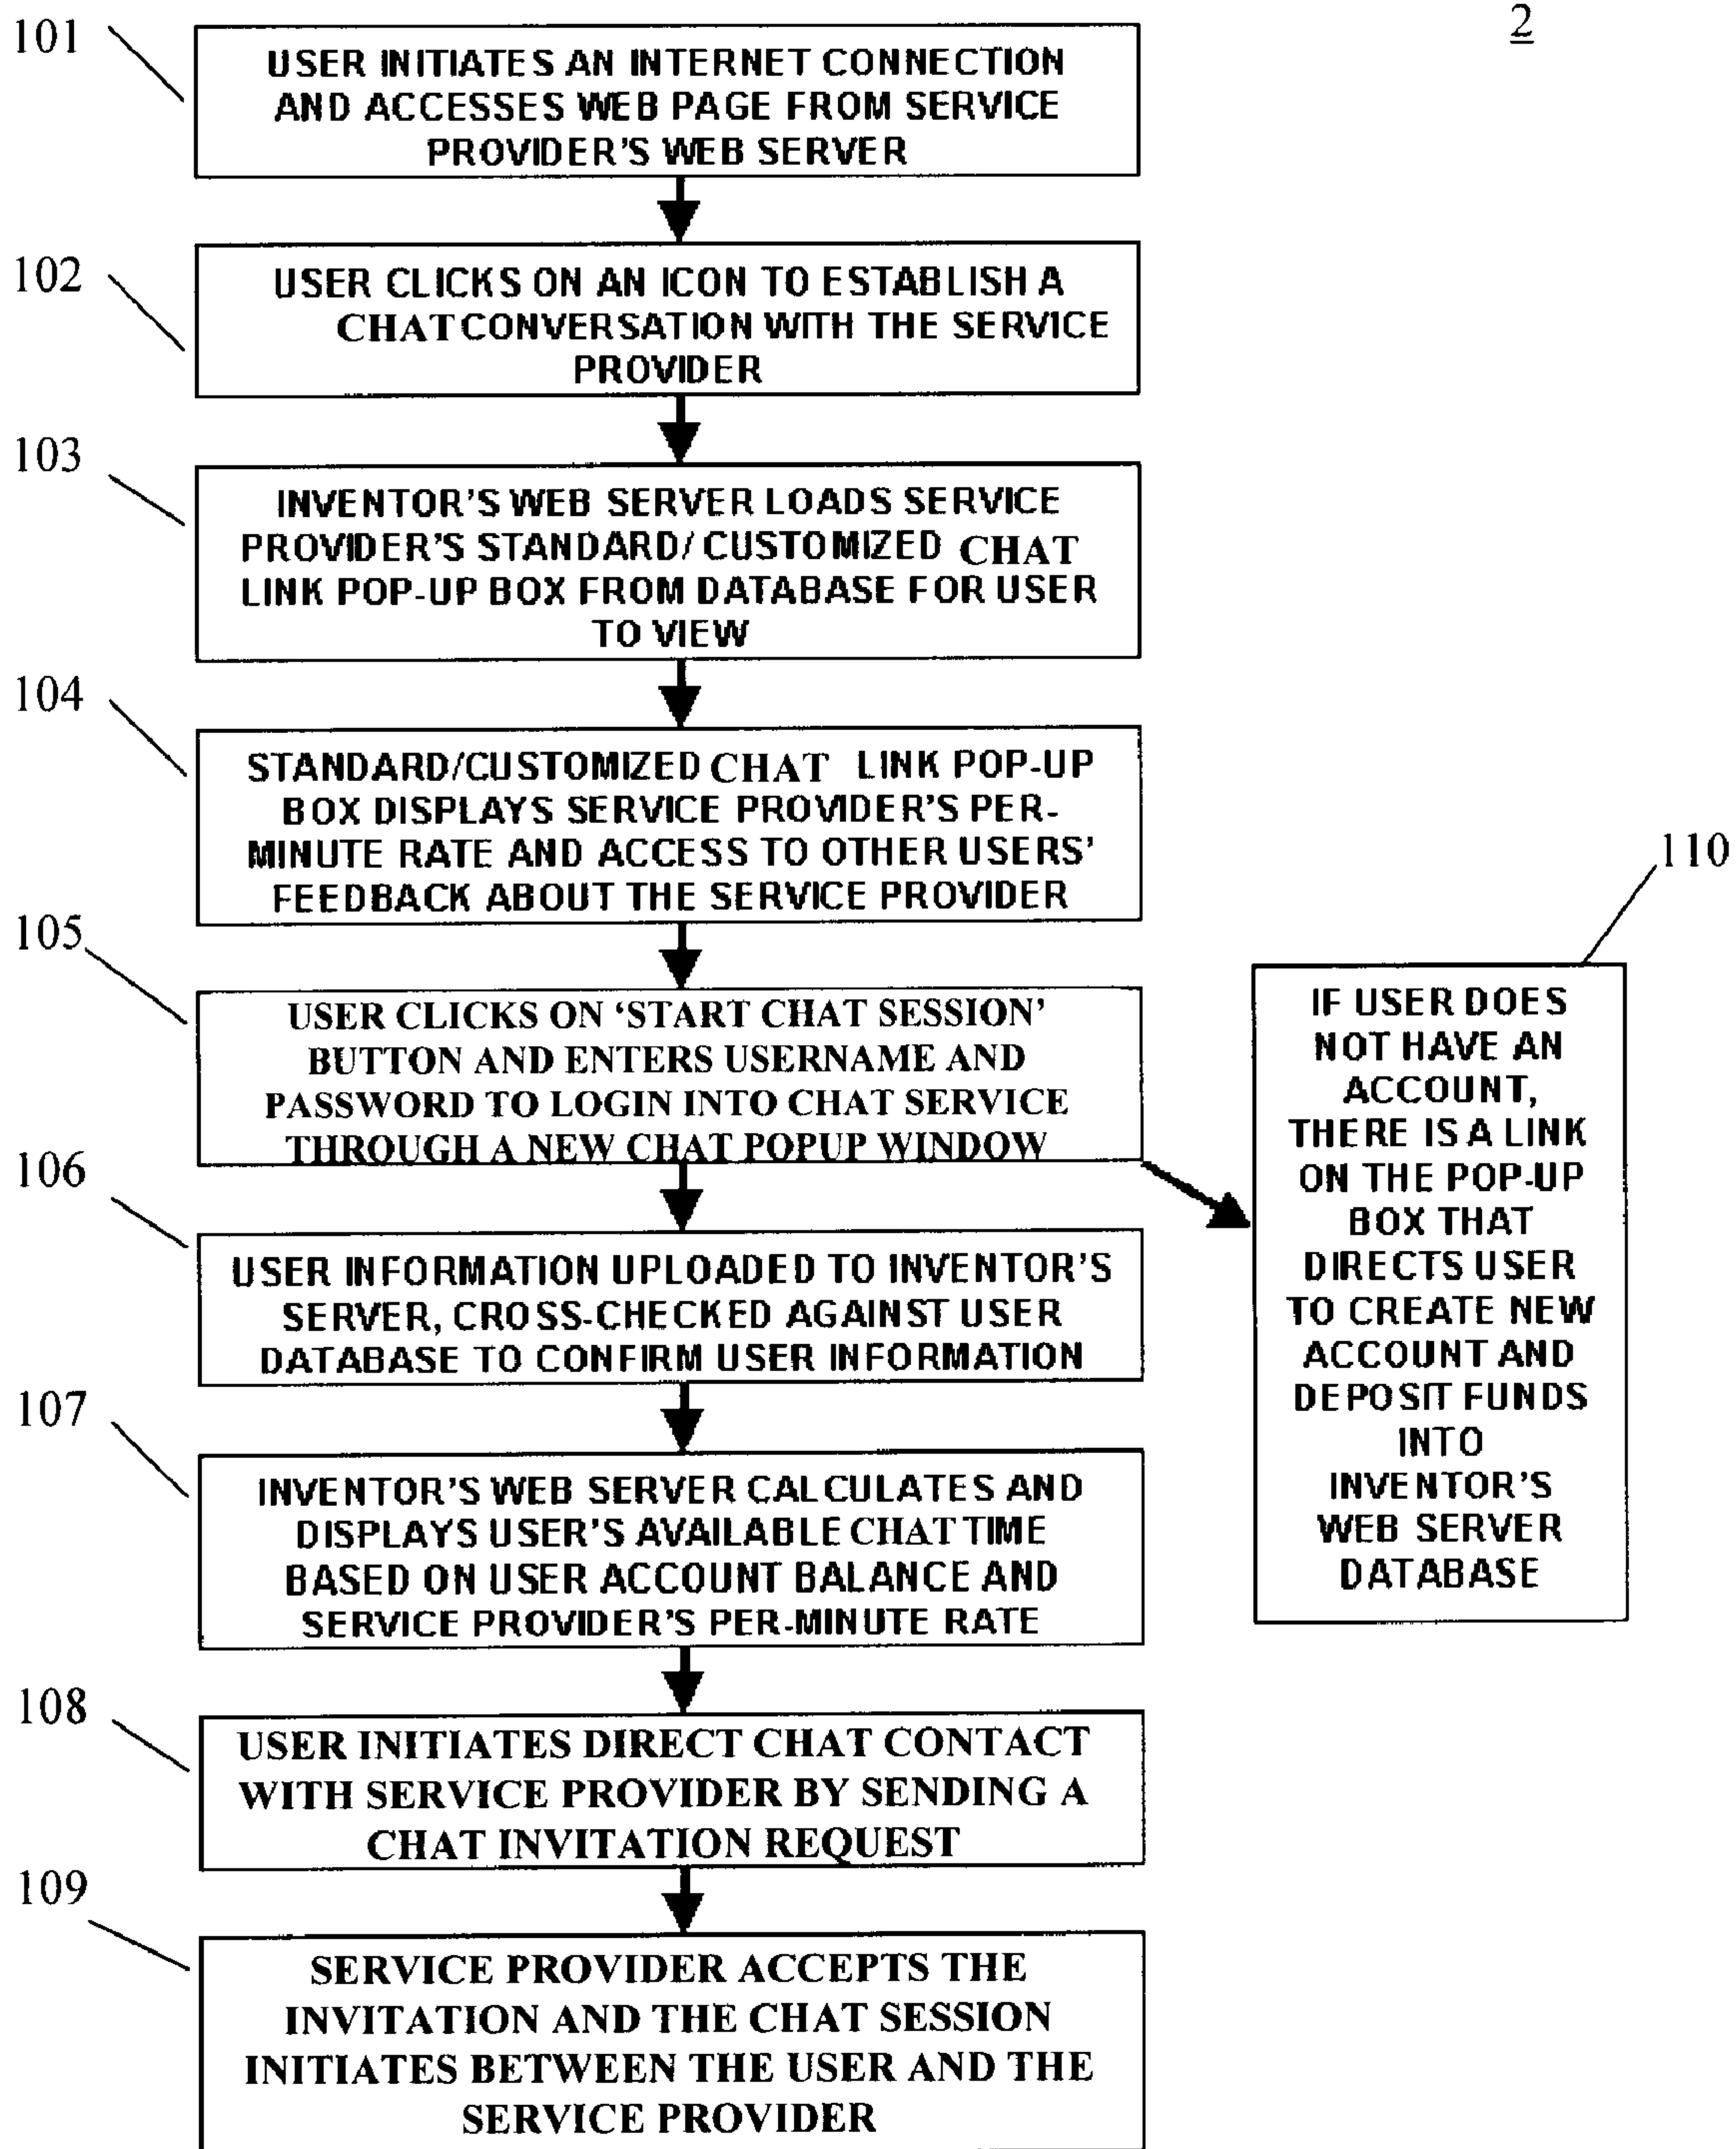 2
101
USER INITIATES AN INTERNET CONNECTION
AND ACCESSES WEB PAGE FROM SERVICE
PROVIDER'S WEB SERVER
102
USER CLICKS ON AN ICON TO ESTABLISH A
CHAT CONVERSATION WITH THE SERVICE
PROVIDER
103
INVENTOR'S WEB SERVER LOADS SERVICE
PROVIDER'S STANDARD/CUSTOMIZED CHAT
LINK POP-UP BOX FROM DATABASE FOR USER
TO VIEW
104
STANDARD/CUSTOMIZED CHAT LINK POP-UP
BOX DISPLAYS SERVICE PROVIDER'S PER-
MINUTE RATE AND ACCESS TO OTHER USERS'
FEEDBACK ABOUT THE SERVICE PROVIDER
105
USER CLICKS ON ‘START CHAT SESSION’
BUTTON AND ENTERS USERNAME AND
PASSWORD TO LOGIN INTO CHAT SERVICE
THROUGH A NEW CHAT POPUP WINDOW
110
IF USER DOES
NOT HAVE AN
ACCOUNT,
THERE IS A LINK
ON THE POP-UP
BOX THAT
DIRECTS USER
TO CREATE NEW
ACCOUNT AND
DEPOSIT FUNDS
INTO
INVENTOR'S
WEB SERVER
DATABASE
106
USER INFORMATION UPLOADED TO INVENTOR'S
SERVER, CROSS-CHECKED AGAINST USER
DATABASE TO CONFIRM USER INFORMATION
107
INVENTOR'S WEB SERVER CALCULATES AND
DISPLAYS USER'S AVAILABLE CHAT TIME
BASED ON USER ACCOUNT BALANCE AND
SERVICE PROVIDER'S PER-MINUTE RATE
108
USER INITIATES DIRECT CHAT CONTACT
WITH SERVICE PROVIDER BY SENDING A
CHAT INVITATION REQUEST
109
SERVICE PROVIDER ACCEPTS THE
INVITATION AND THE CHAT SESSION
INITIATES BETWEEN THE USER AND THE
SERVICE PROVIDER